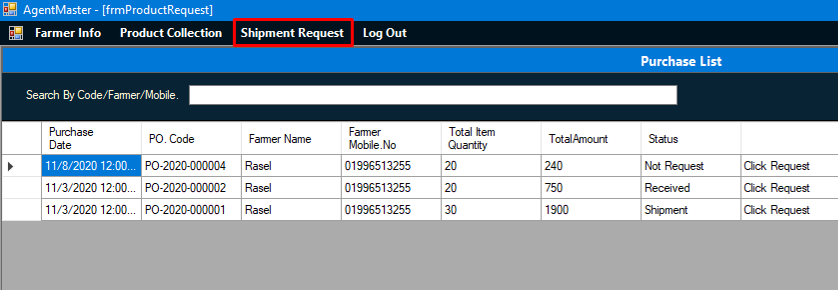 AgentMaster - [frmProductRequest]
Farmer Info Product Collection Shipment Request Log Out
Purchase List
Search By Code/Farmer/Mobile.
Purchase Date PO. Code Farmer Name Farmer Mobile.No Total Item Quantity TotalAmount Status
11/8/2020 12:00... PO-2020-000004 Rasel 01996513255 20 240 Not Request Click Request
11/3/2020 12:00... PO-2020-000002 Rasel 01996513255 20 750 Received Click Request
11/3/2020 12:00... PO-2020-000001 Rasel 01996513255 30 1900 Shipment Click Request